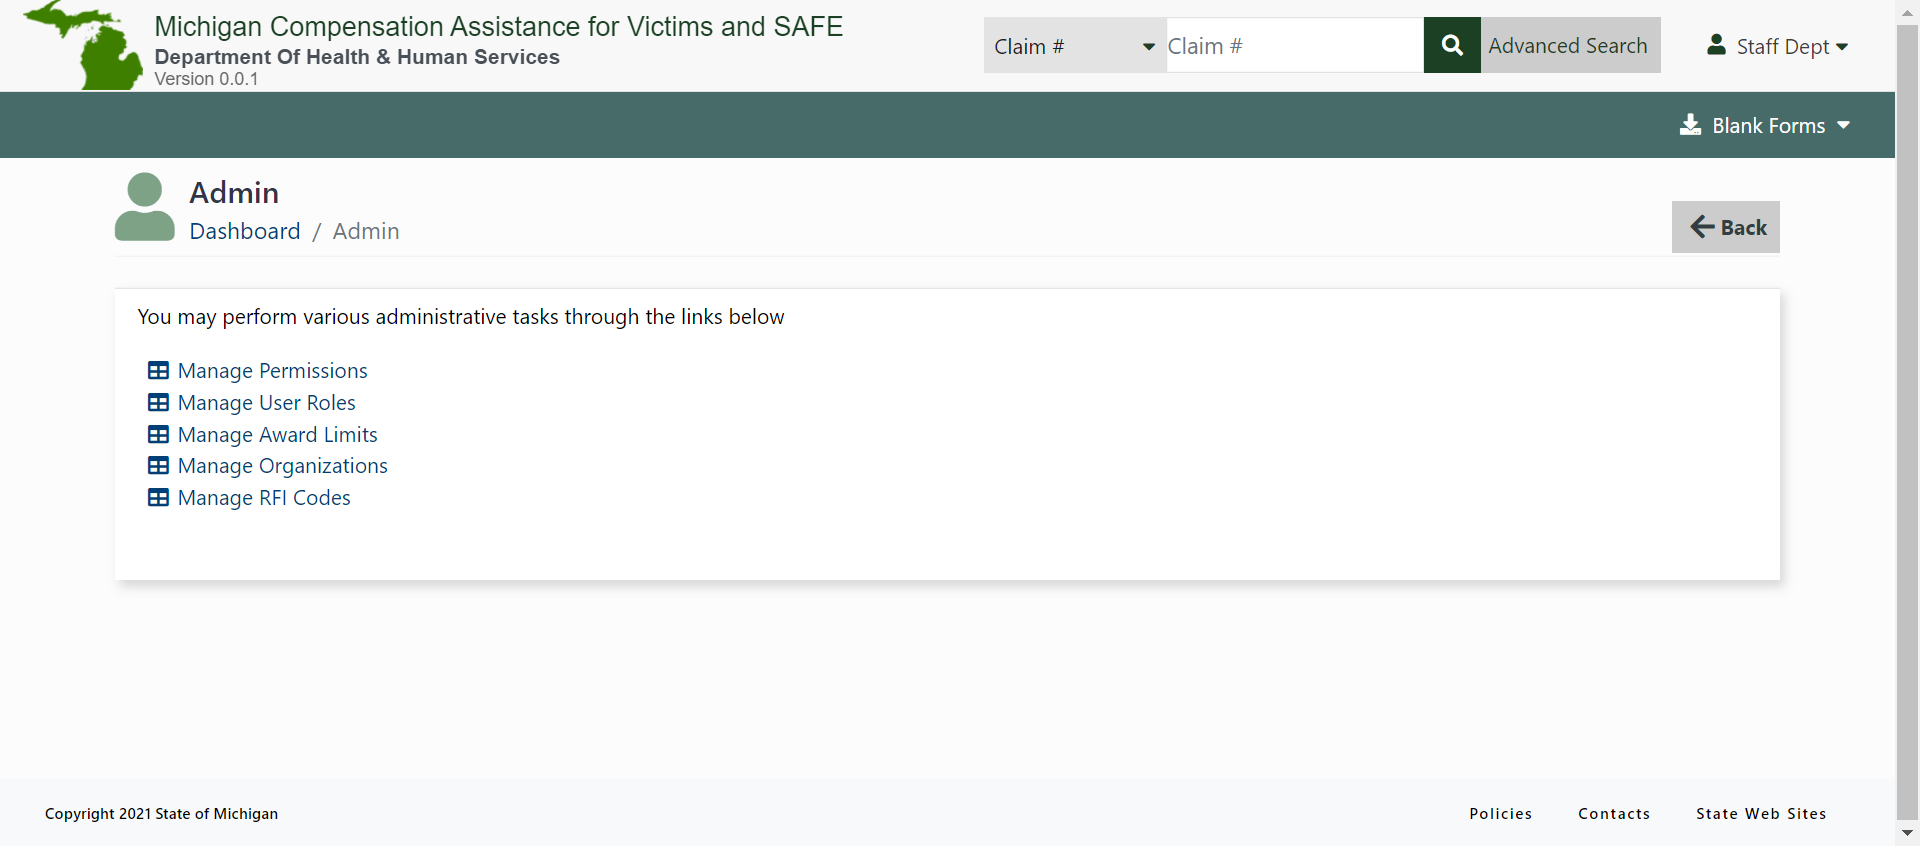 Michigan Compensation Assistance for Victims and SAFE
Department Of Health & Human Services
Version 0.0.1
Claim #
Claim #
Advanced Search
Staff Dept
Blank Forms
Admin
Dashboard / Admin
Back
You may perform various administrative tasks through the links below
Manage Permissions
Manage User Roles
Manage Award Limits
Manage Organizations
Manage RFI Codes
Copyright 2021 State of Michigan
Policies
Contacts
State Web Sites